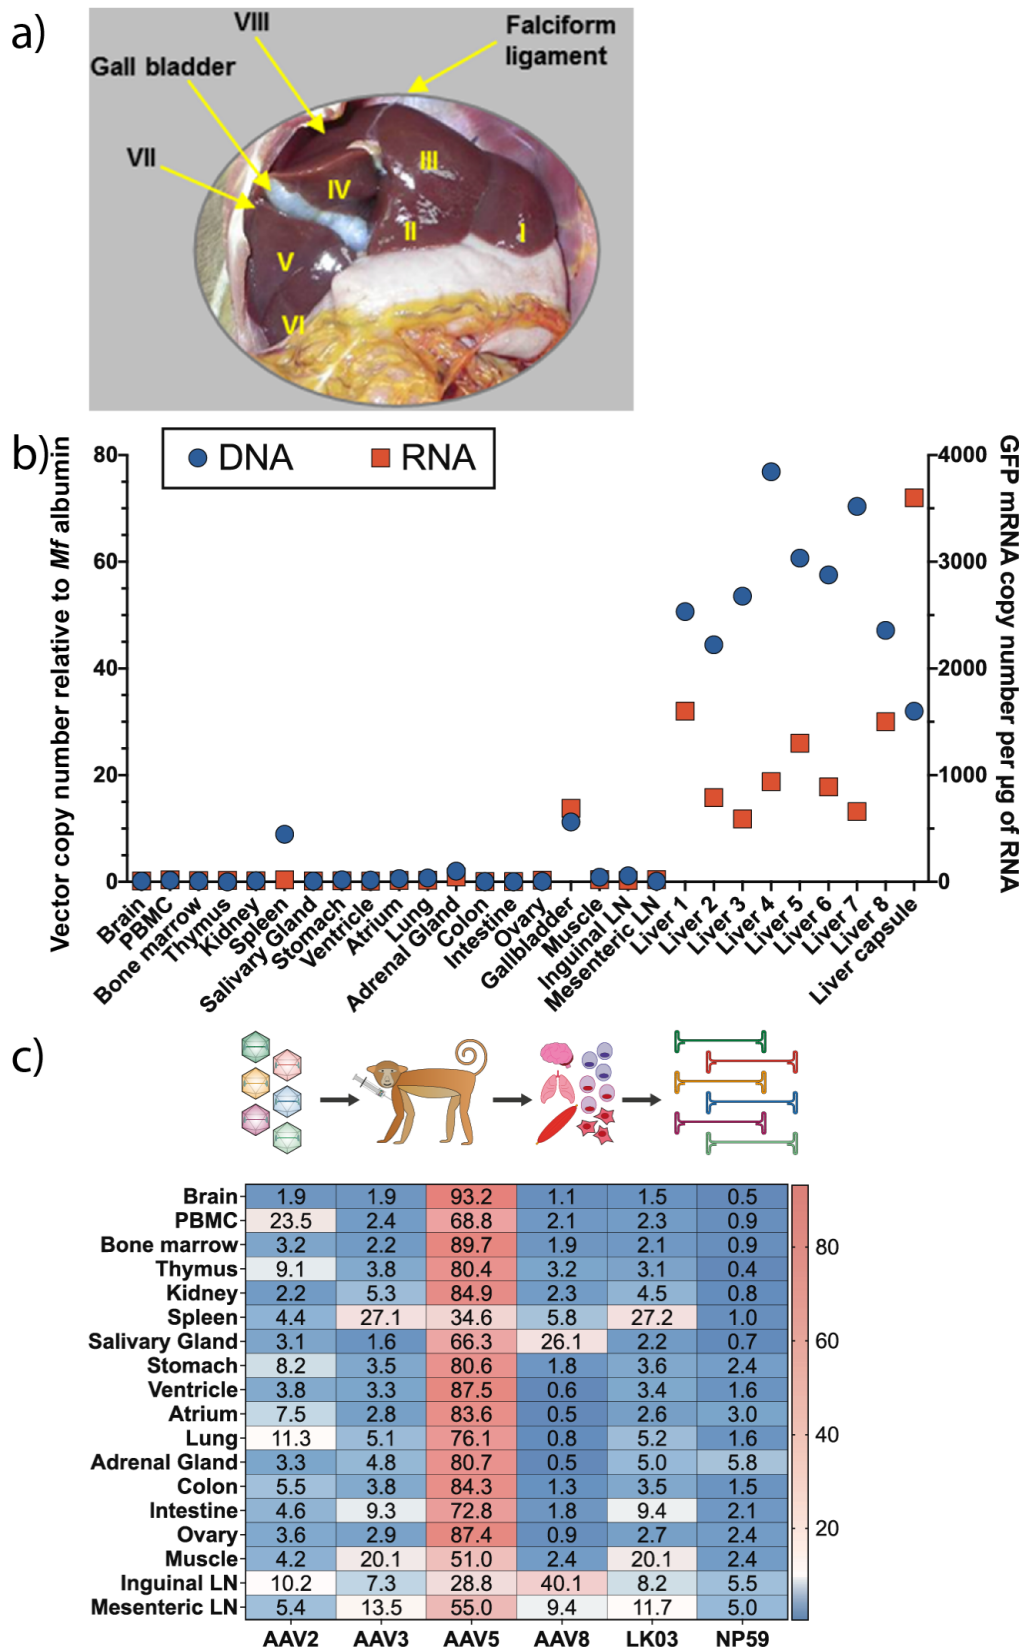 a)
VIII
Falciform
ligament
Gall bladder
VII
III
IV
II
I
V
VI
b)
DNA
RNA
Vector copy number relative to Mf albumin
80
60
40
20
0
GFP mRNA copy number per µg of RNA
4000
3000
2000
1000
0
Brain
PBMC
Bone marrow
Thymus
Kidney
Spleen
Salivary Gland
Stomach
Ventricle
Atrium
Lung
Adrenal Gland
Colon
Intestine
Ovary
Gallbladder
Muscle
Inguinal LN
Mesenteric LN
Liver 1
Liver 2
Liver 3
Liver 4
Liver 5
Liver 6
Liver 7
Liver 8
Liver capsule
c)
Brain 1.9 1.9 93.2 1.1 1.5 0.5
PBMC 23.5 2.4 68.8 2.1 2.3 0.9
Bone marrow 3.2 2.2 89.7 1.9 2.1 0.9
Thymus 9.1 3.8 80.4 3.2 3.1 0.4
Kidney 2.2 5.3 84.9 2.3 4.5 0.8
Spleen 4.4 27.1 34.6 5.8 27.2 1.0
Salivary Gland 3.1 1.6 66.3 26.1 2.2 0.7
Stomach 8.2 3.5 80.6 1.8 3.6 2.4
Ventricle 3.8 3.3 87.5 0.6 3.4 1.6
Atrium 7.5 2.8 83.6 0.5 2.6 3.0
Lung 11.3 5.1 76.1 0.8 5.2 1.6
Adrenal Gland 3.3 4.8 80.7 0.5 5.0 5.8
Colon 5.5 3.8 84.3 1.3 3.5 1.5
Intestine 4.6 9.3 72.8 1.8 9.4 2.1
Ovary 3.6 2.9 87.4 0.9 2.7 2.4
Muscle 4.2 20.1 51.0 2.4 20.1 2.4
Inguinal LN 10.2 7.3 28.8 40.1 8.2 5.5
Mesenteric LN 5.4 13.5 55.0 9.4 11.7 5.0
AAV2 AAV3 AAV5 AAV8 LK03 NP59
80
60
40
20